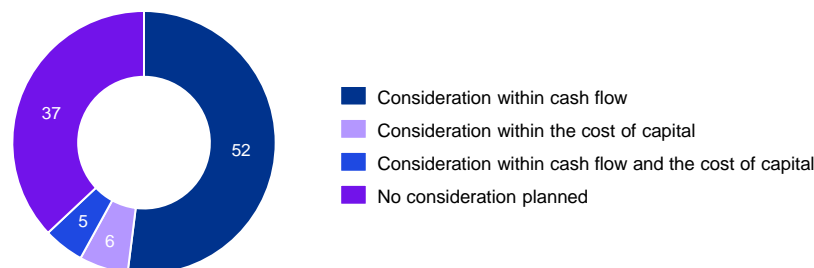 37
52
5
6
Consideration within cash flow
Consideration within the cost of capital
Consideration within cash flow and the cost of capital
No consideration planned